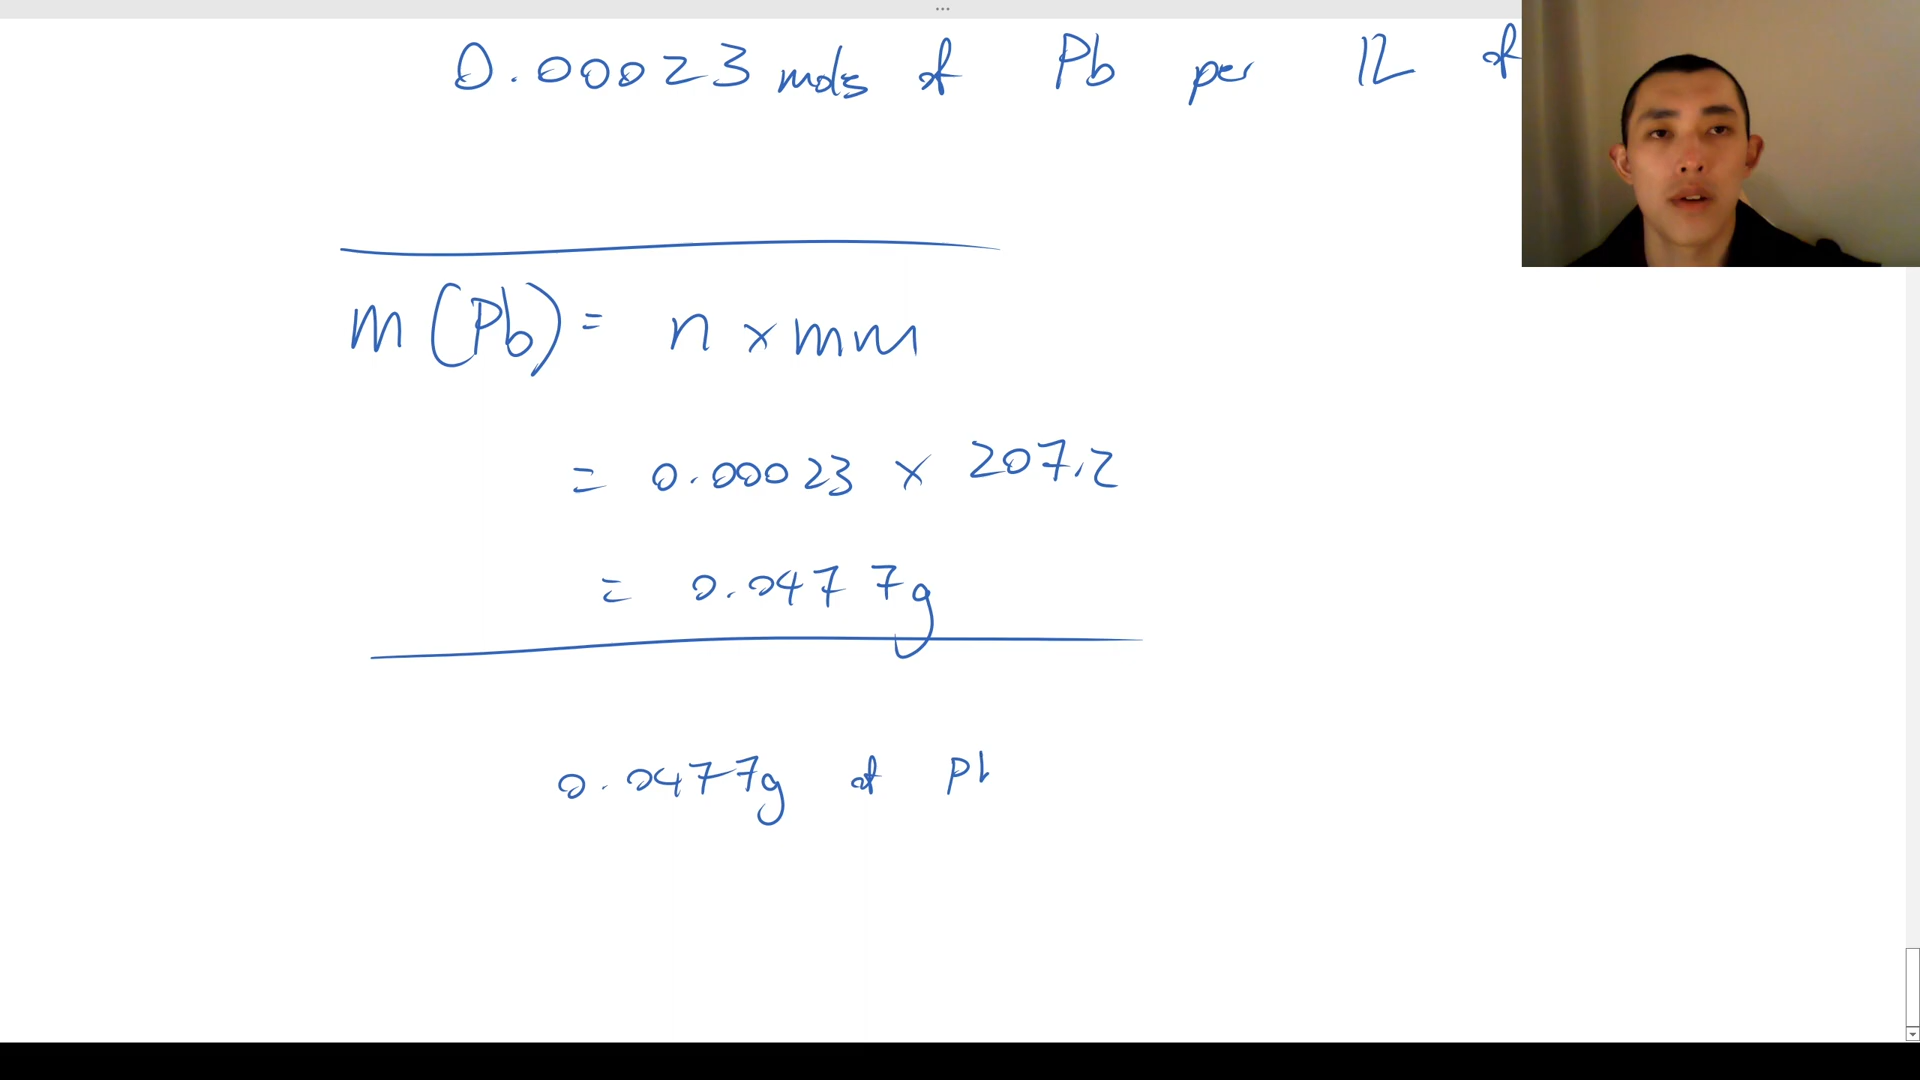 0.00023 mols of Pb per 1L of
m (Pb) = n x mm
= 0.00023 x 207.2
= 0.0477g
0.0477g of Pb